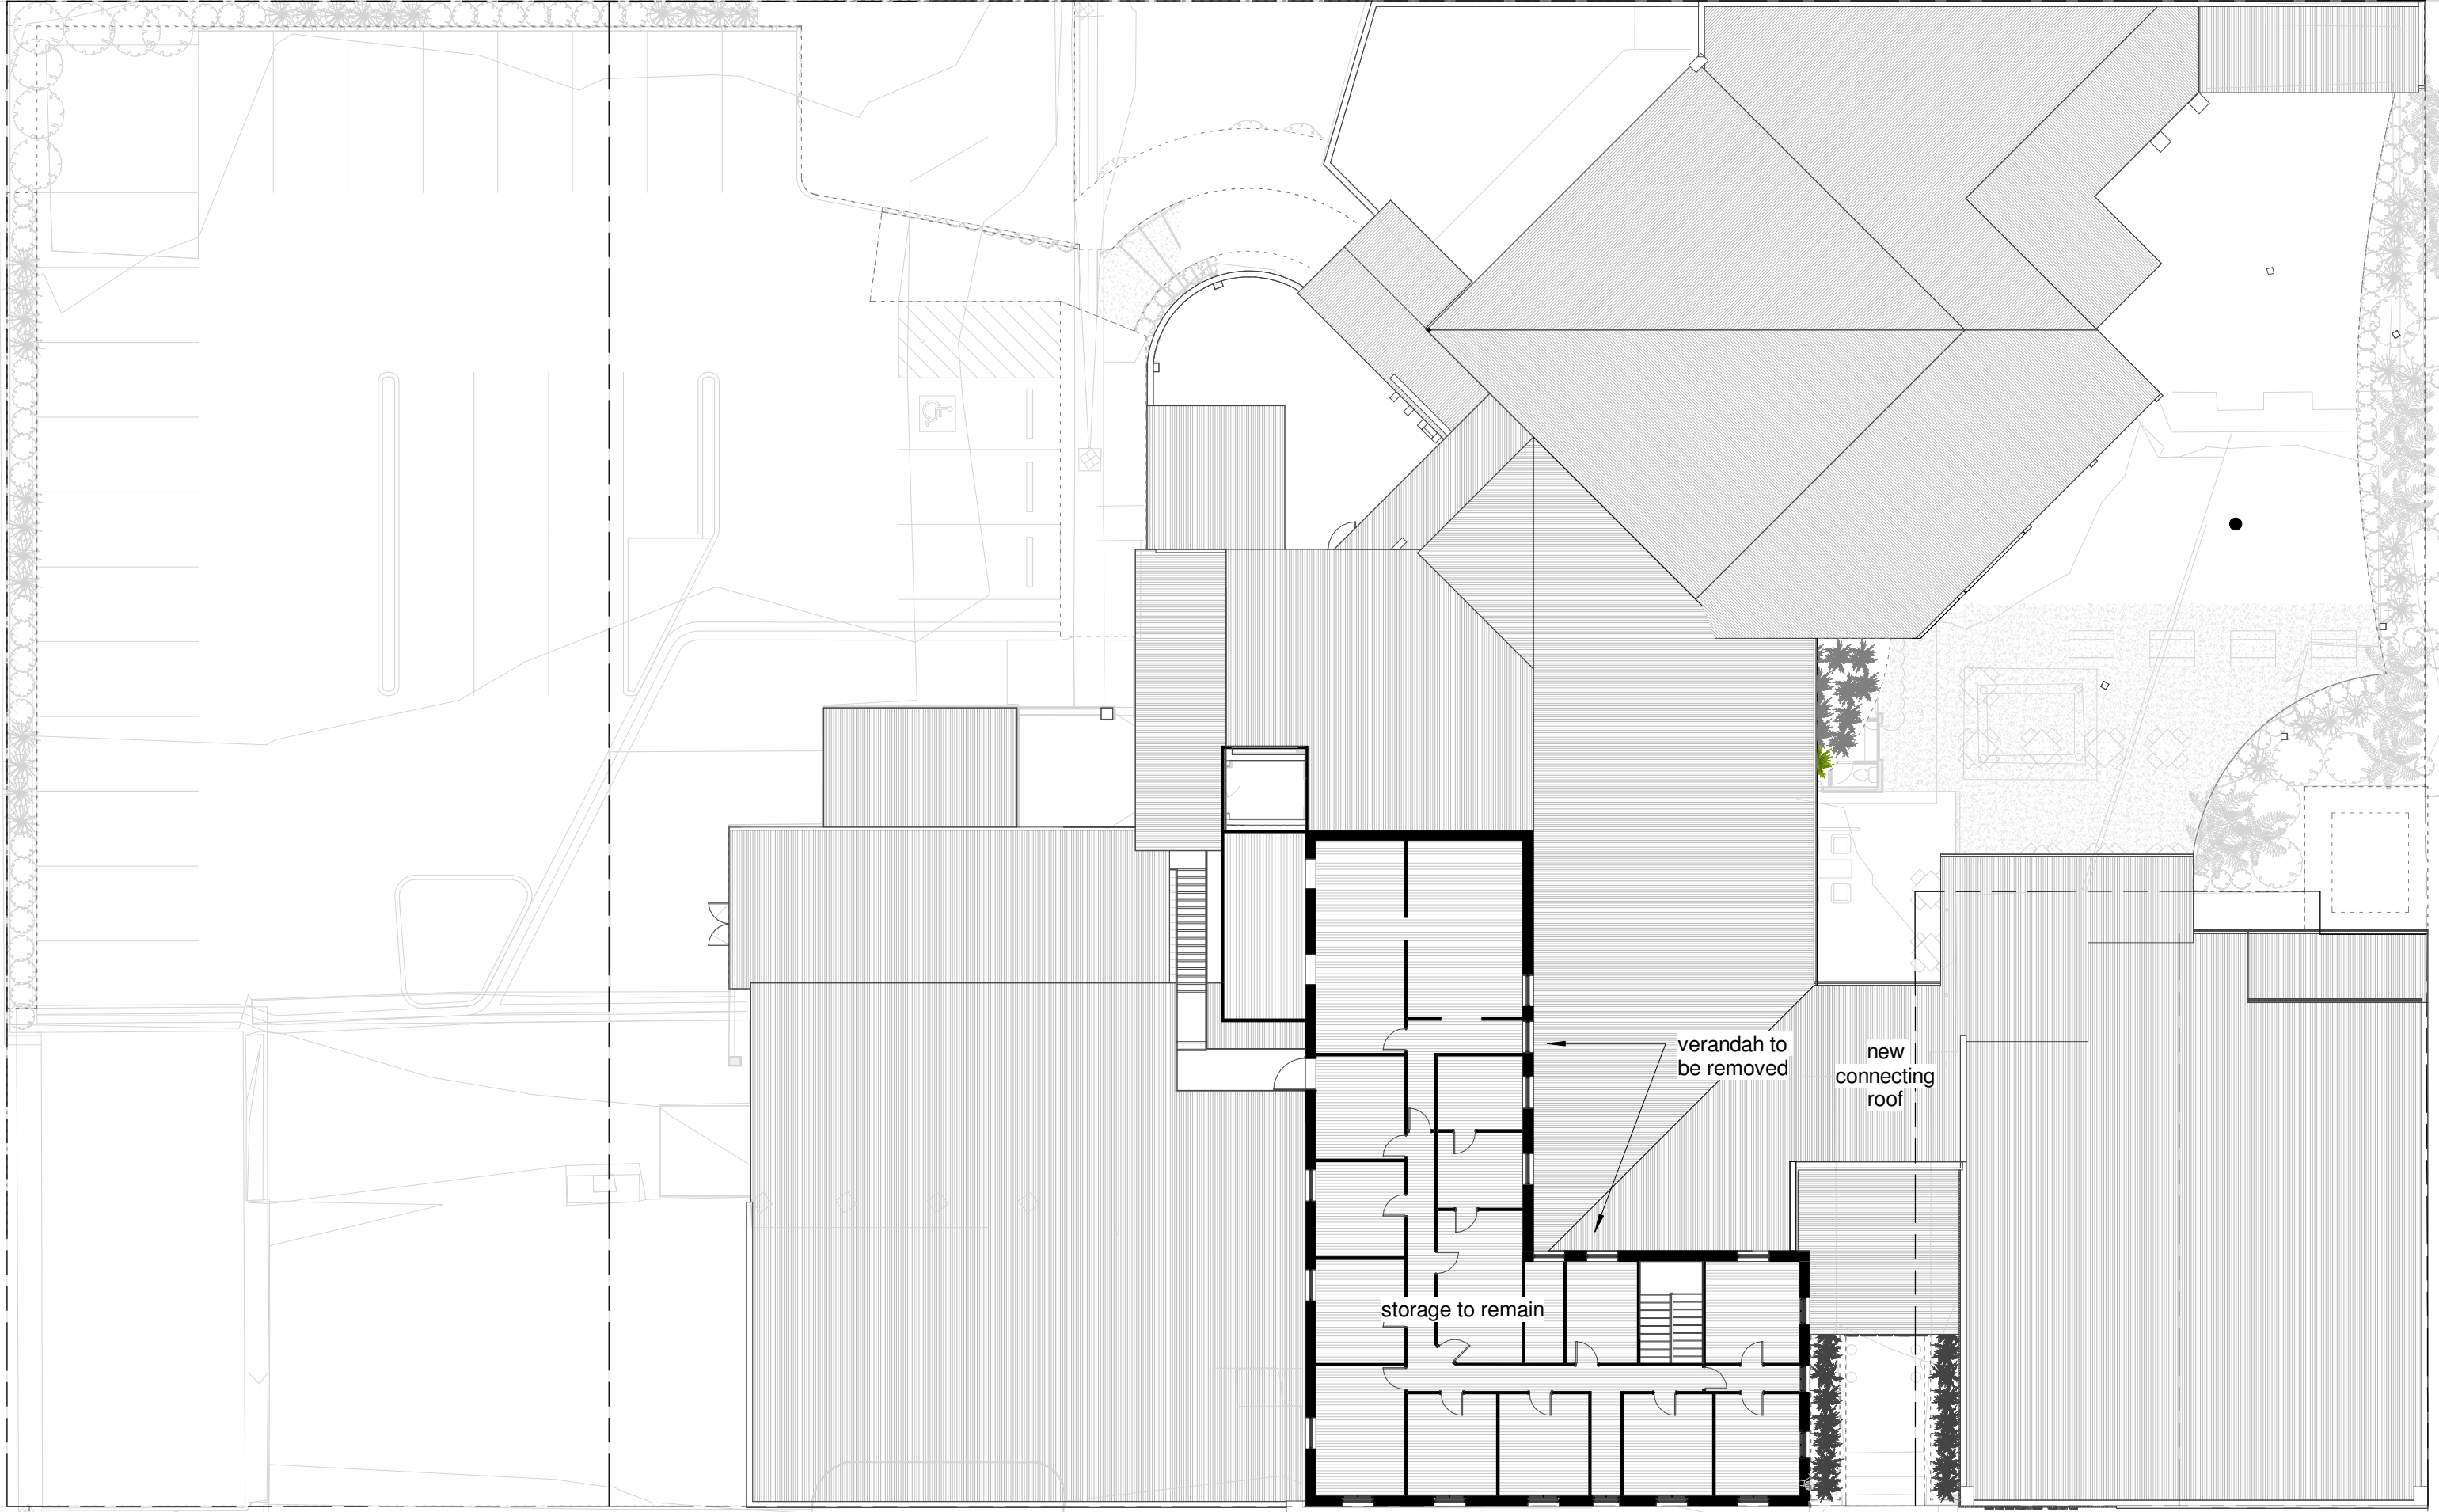 verandah to
be removed
new
connecting
roof
storage to remain